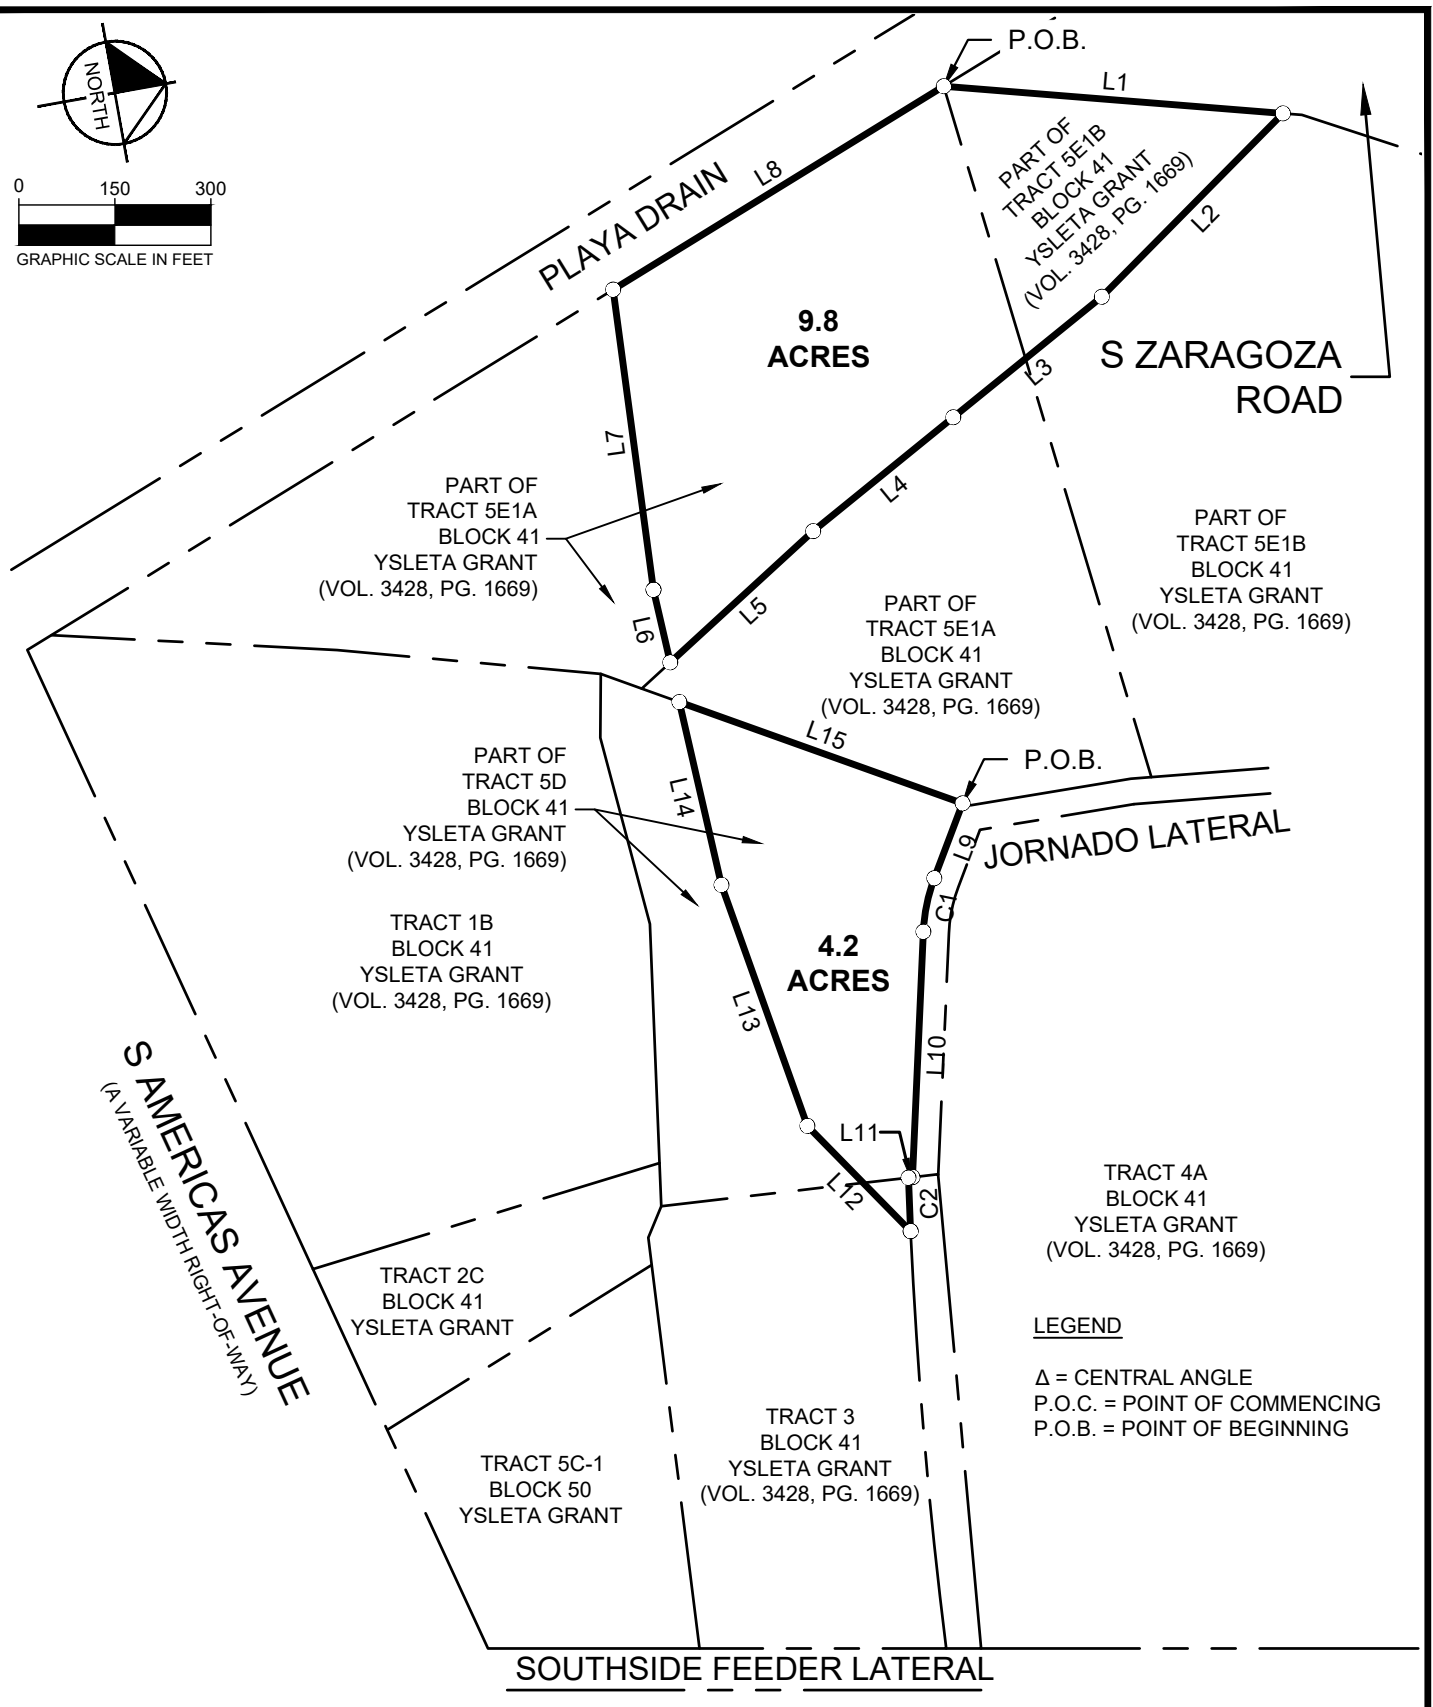 P.O.B.
NORTH
L1
0 150 300
GRAPHIC SCALE IN FEET
PLAYA DRAIN
L8
PART OF
TRACT 5E1B
BLOCK 41
YSLETA GRANT
(VOL. 3428, PG. 1669)
L2
9.8
ACRES
S ZARAGOZA
ROAD
L3
L7
L4
PART OF
TRACT 5E1A
BLOCK 41
YSLETA GRANT
(VOL. 3428, PG. 1669)
PART OF
TRACT 5E1B
BLOCK 41
YSLETA GRANT
(VOL. 3428, PG. 1669)
L6
L5
PART OF
TRACT 5E1A
BLOCK 41
YSLETA GRANT
(VOL. 3428, PG. 1669)
L15
P.O.B.
PART OF
TRACT 5D
BLOCK 41
YSLETA GRANT
(VOL. 3428, PG. 1669)
L14
L9
JORNADO LATERAL
C1
TRACT 1B
BLOCK 41
YSLETA GRANT
(VOL. 3428, PG. 1669)
4.2
ACRES
L13
L10
S AMERICAS AVENUE
(A VARIABLE WIDTH RIGHT-OF-WAY)
L11
L12
C2
TRACT 4A
BLOCK 41
YSLETA GRANT
(VOL. 3428, PG. 1669)
TRACT 2C
BLOCK 41
YSLETA GRANT
LEGEND
Δ = CENTRAL ANGLE
P.O.C. = POINT OF COMMENCING
P.O.B. = POINT OF BEGINNING
TRACT 3
BLOCK 41
YSLETA GRANT
(VOL. 3428, PG. 1669)
TRACT 5C-1
BLOCK 50
YSLETA GRANT
SOUTHSIDE FEEDER LATERAL